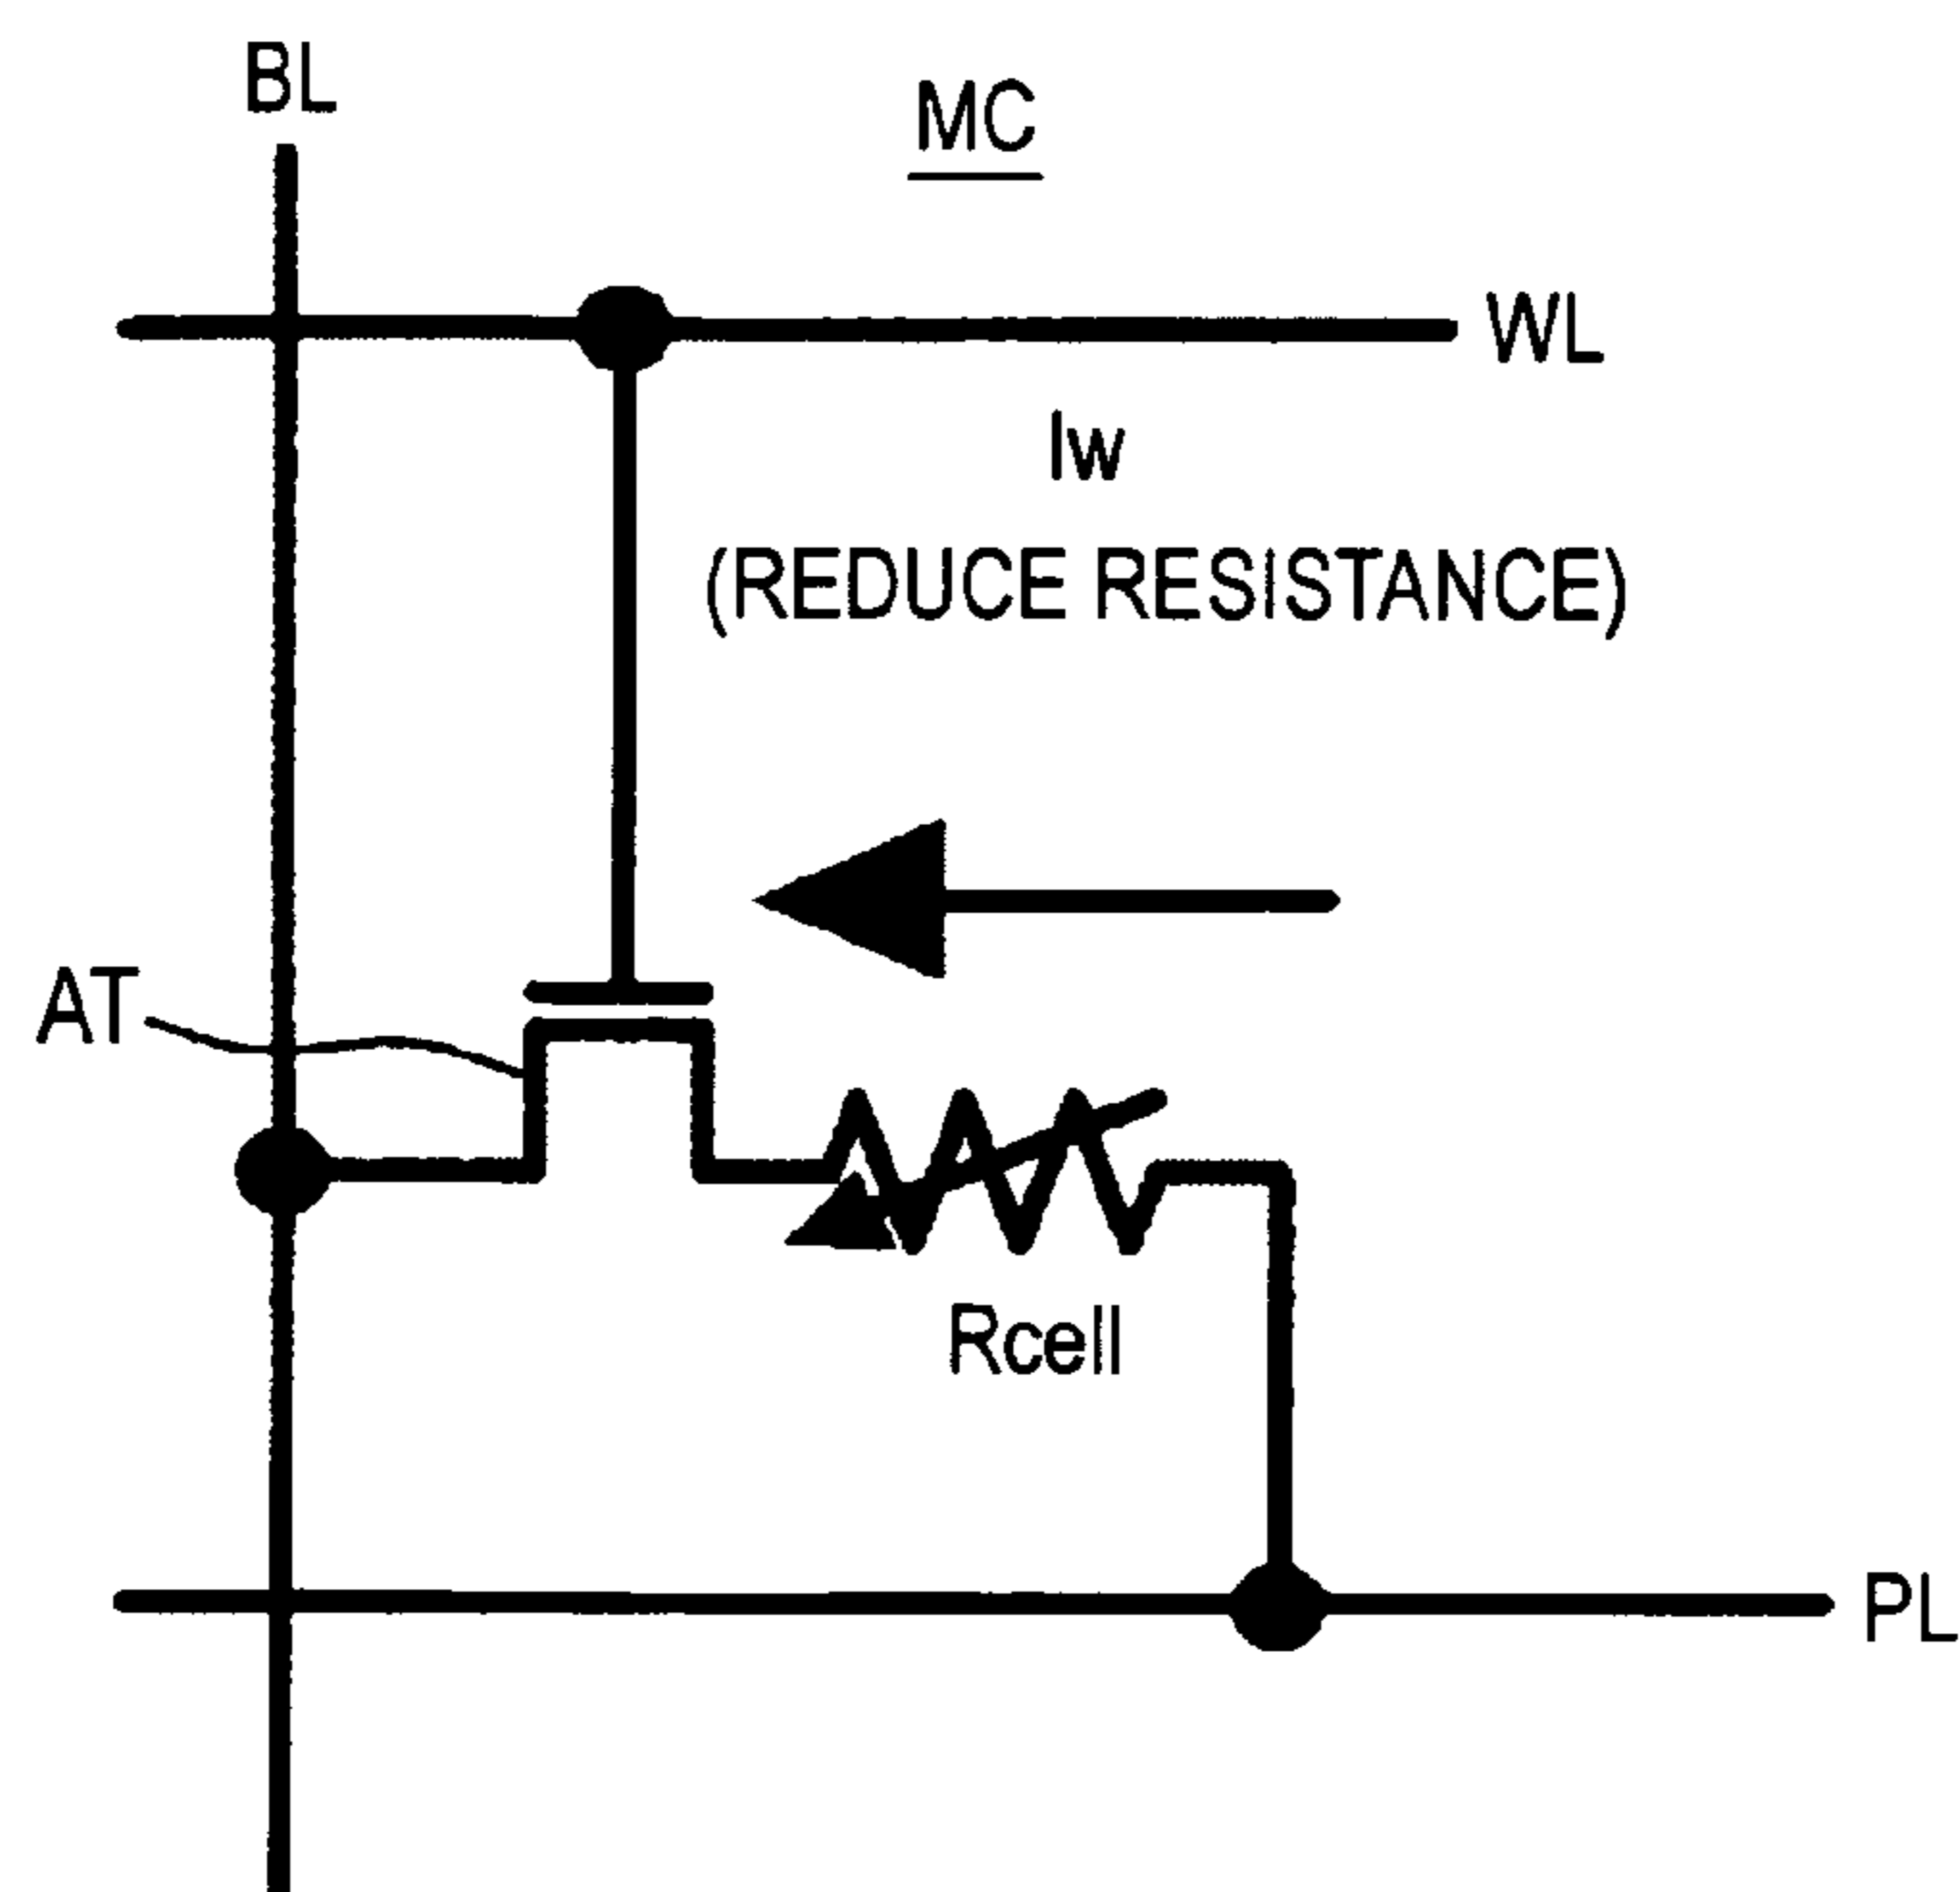 BL
MC
WL
Iw
(REDUCE RESISTANCE)
AT
Rcell
PL